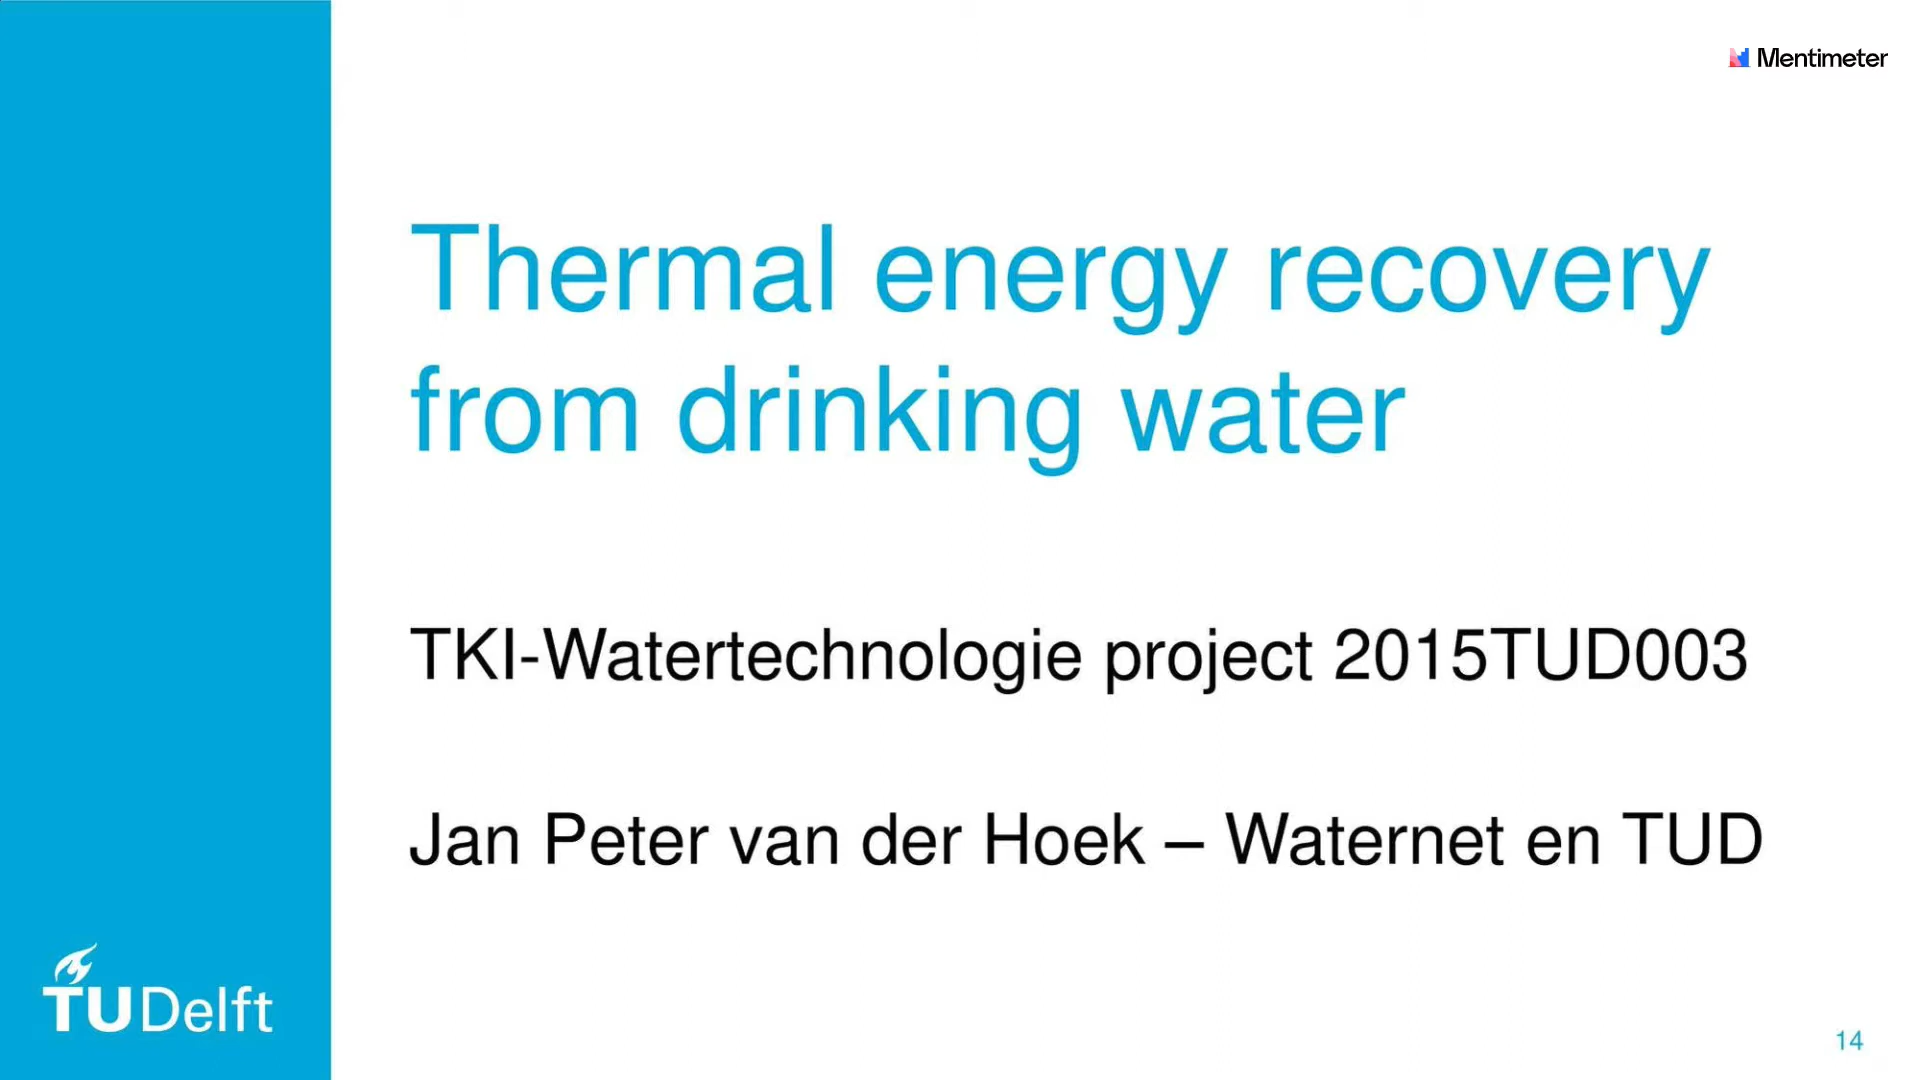 Mentimeter
Thermal energy recovery
from drinking water
TKI-Watertechnologie project 2015TUD003
Jan Peter van der Hoek – Waternet en TUD
TUDelft
14